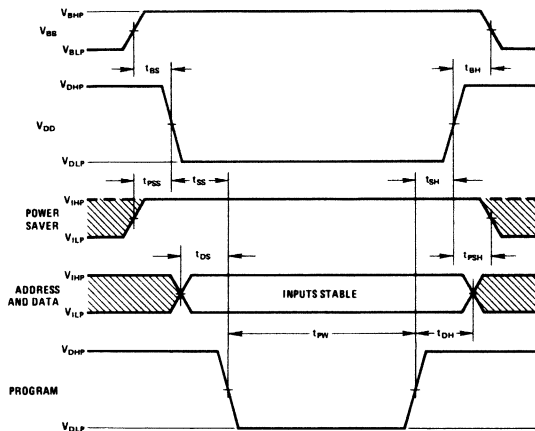 VBHP
VBB
VBLP
tBS
tBH
VDHP
VDD
VDLP
tPSS
tSS
tSH
VIHP
POWER
SAVER
VILP
tPSH
tDS
VIHP
ADDRESS
AND DATA
INPUTS STABLE
VILP
tPW
tDH
VDHP
PROGRAM
VDLP